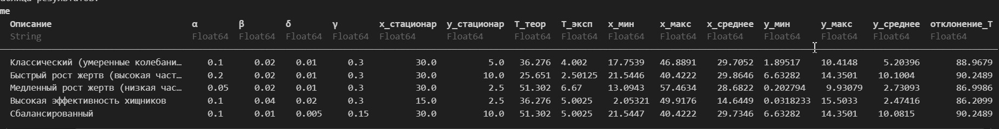 аблица результатов:
me
Описание α β δ γ x_стационар y_стационар T_теор T_эксп x_мин x_макс x_среднее y_мин y_макс y_среднее отклонение_T
String Float64 Float64 Float64 Float64 Float64 Float64 Float64 Float64 Float64 Float64 Float64 Float64 Float64 Float64 Float64
Классический (умеренные колебани… 0.1 0.02 0.01 0.3 30.0 5.0 36.276 4.002 17.7539 46.8891 29.7052 1.89517 10.4148 5.20396 88.9679
Быстрый рост жертв (высокая част… 0.2 0.02 0.01 0.3 30.0 10.0 25.651 2.50125 21.5446 40.4222 29.8646 6.63282 14.3501 10.1004 90.2489
Медленный рост жертв (низкая час… 0.05 0.02 0.01 0.3 30.0 2.5 51.302 6.67 13.0943 57.4634 28.6822 0.202794 9.93079 2.73093 86.9986
Высокая эффективность хищников 0.1 0.04 0.02 0.3 15.0 2.5 36.276 5.0025 2.05321 49.9176 14.6449 0.0318233 15.5033 2.47416 86.2099
Сбалансированный 0.1 0.01 0.005 0.15 30.0 10.0 51.302 5.0025 21.5447 40.4222 29.7346 6.63282 14.3501 10.0815 90.2489